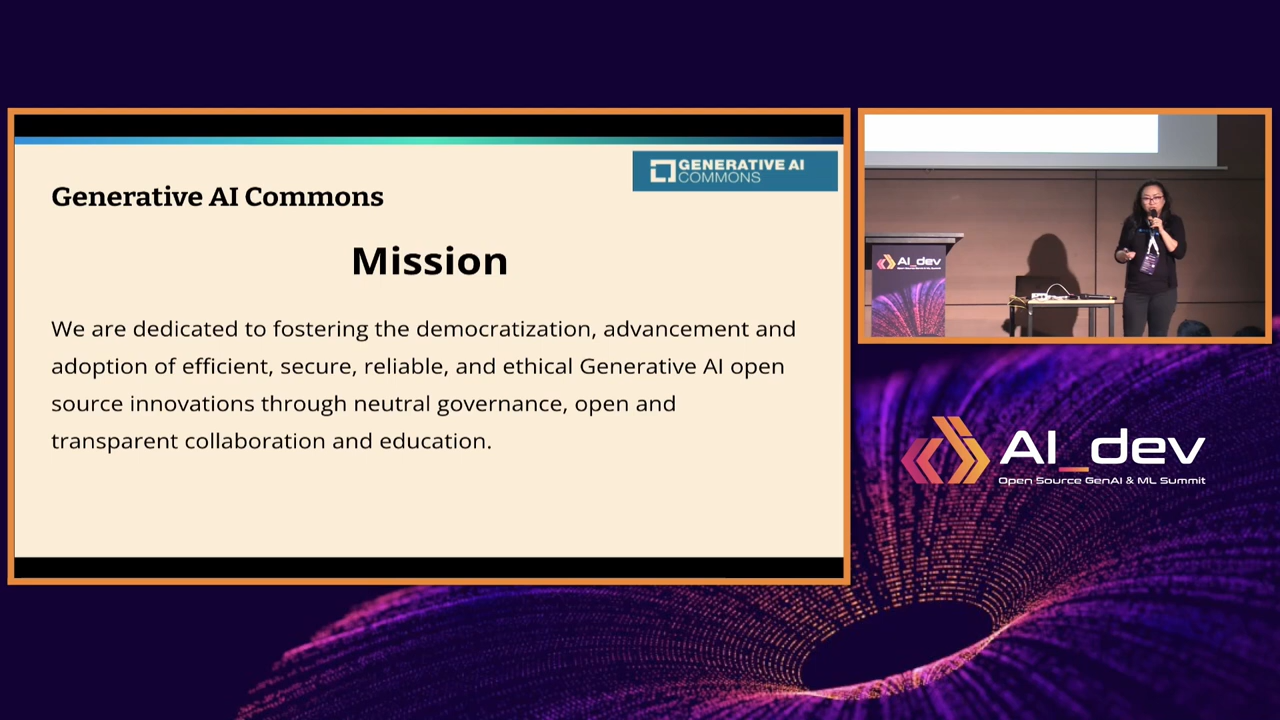 GENERATIVE AI
COMMONS
Generative AI Commons
Mission
We are dedicated to fostering the democratization, advancement and
adoption of efficient, secure, reliable, and ethical Generative AI open
source innovations through neutral governance, open and
transparent collaboration and education.
AI_dev
AI_dev
Open Source GenAI & ML Summit